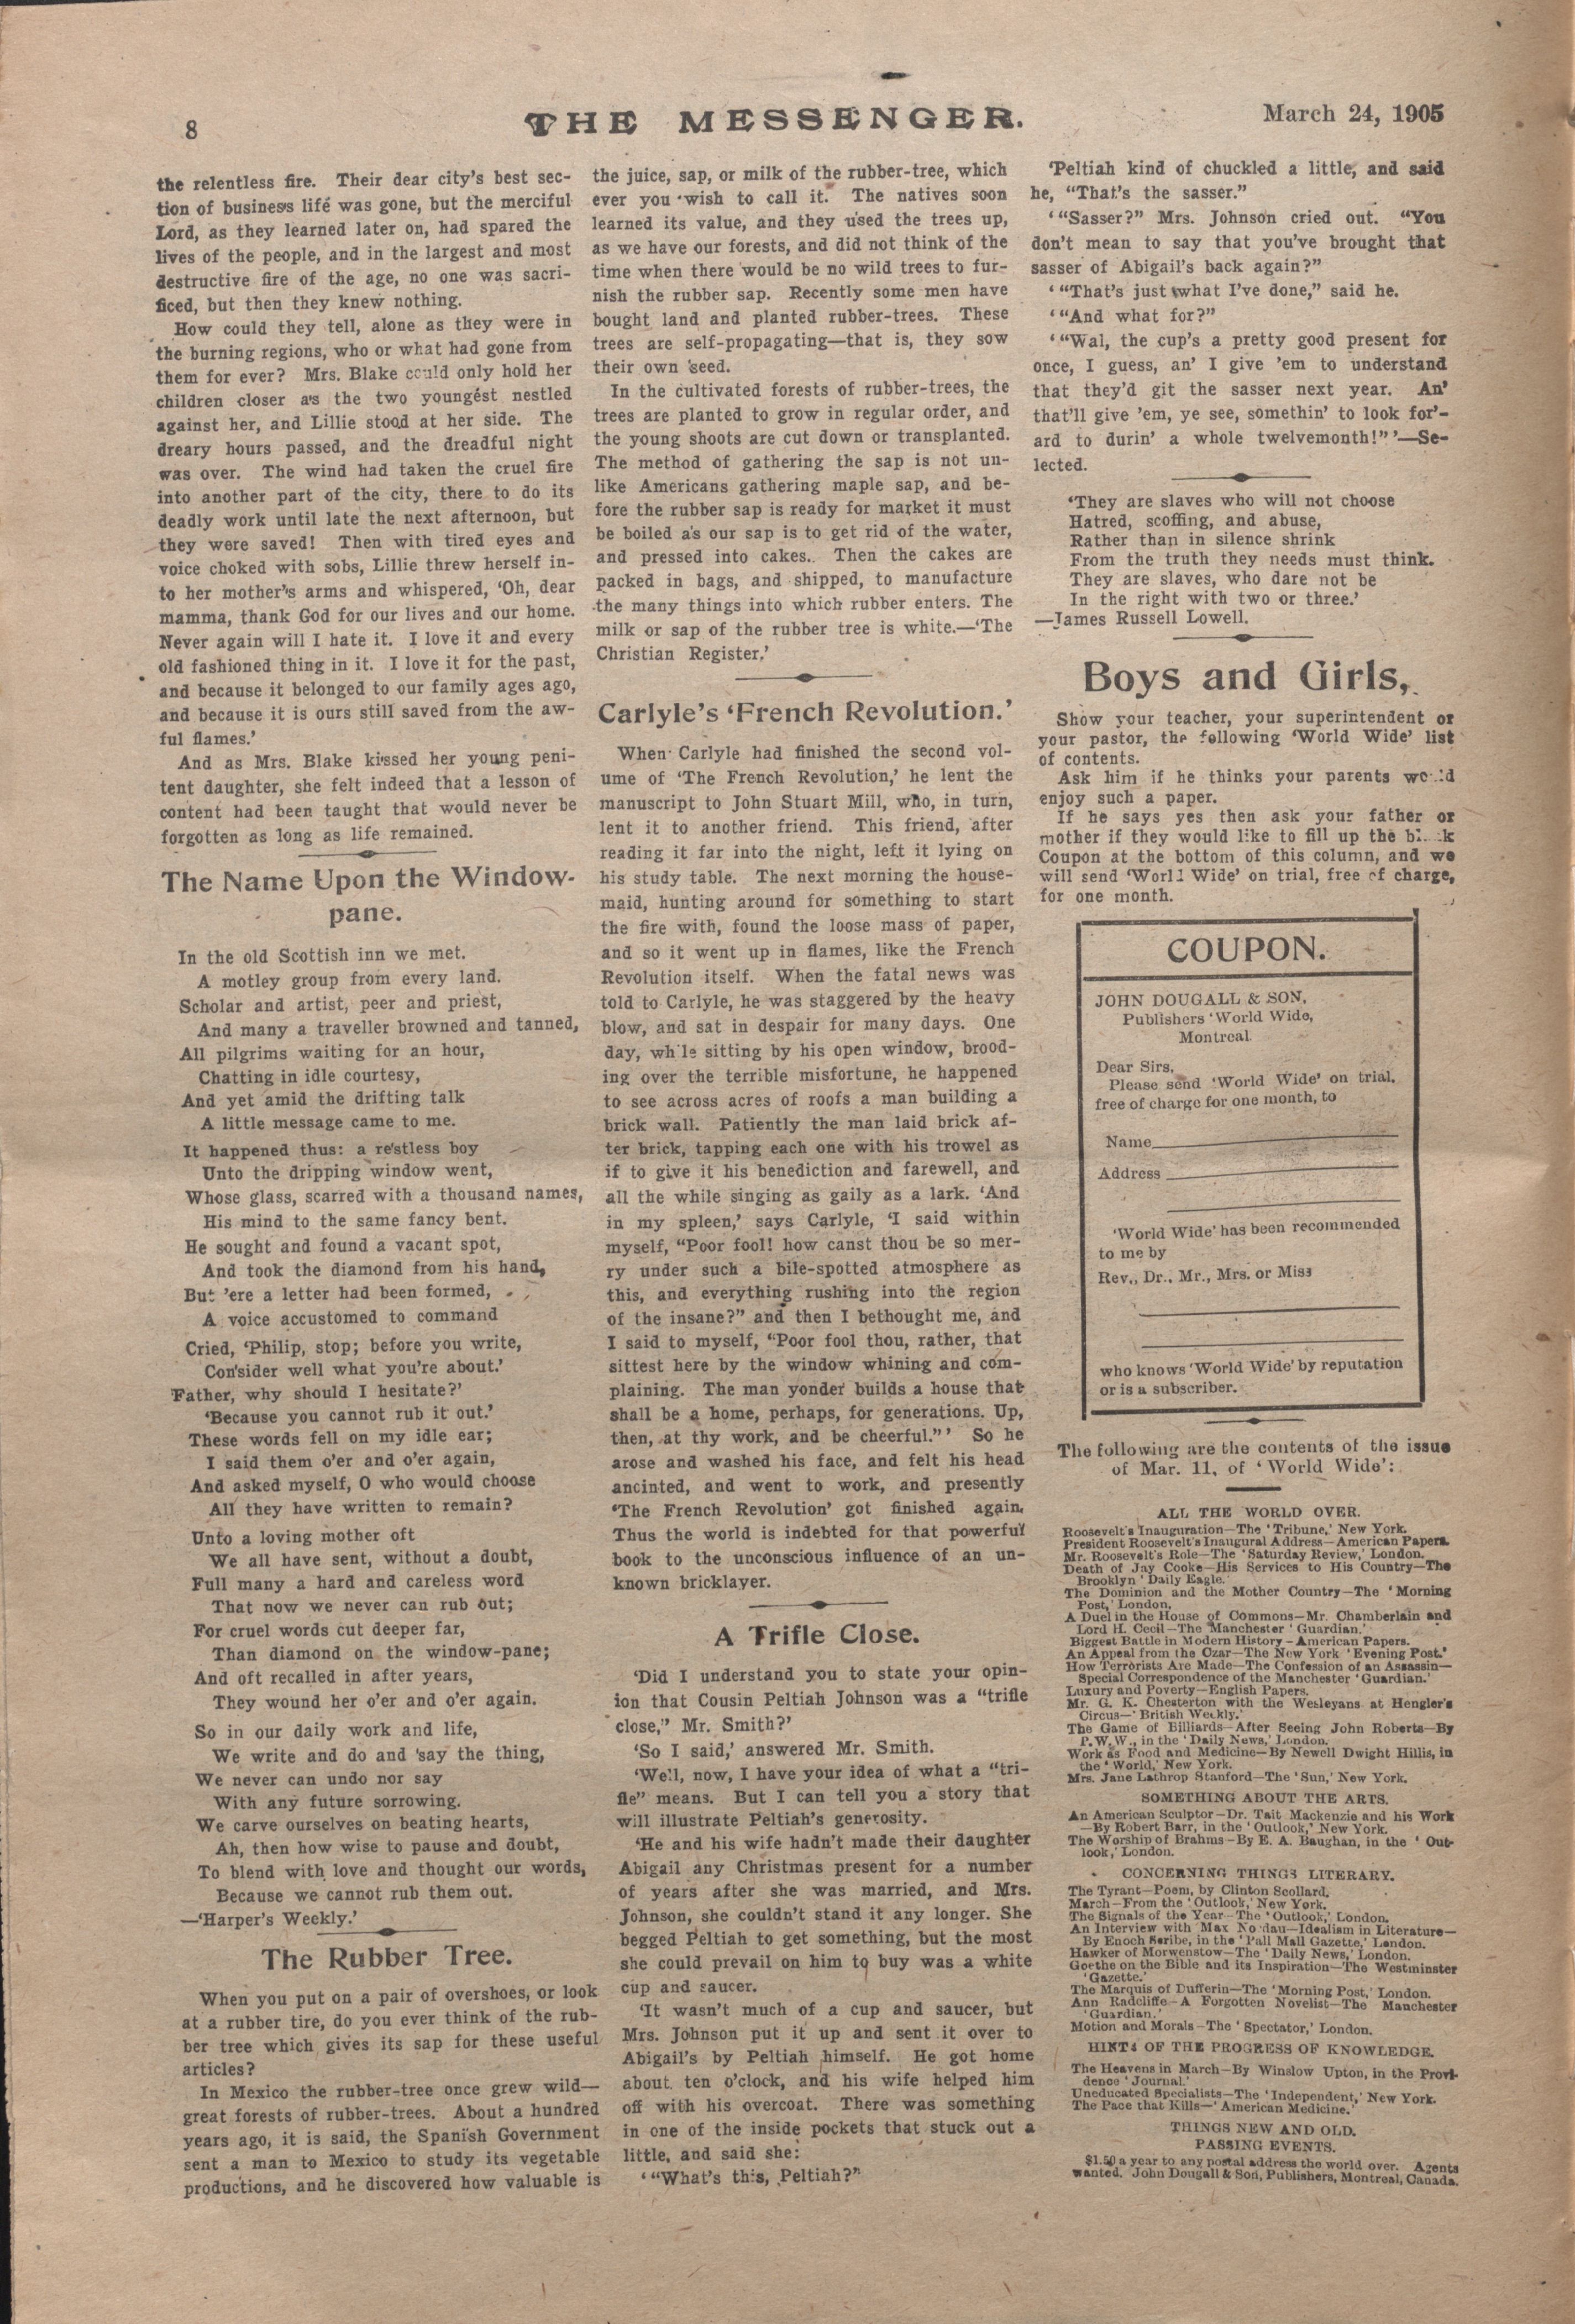 8
THE MESSENGER.
March 24, 1905
the relentless fire. Their dear city's best sec-
tion of business life was gone, but the merciful
Lord, as they learned later on, had spared the
lives of the people, and in the largest and most
destructive fire of the age, no one was sacri-
ficed, but then they knew nothing.
How could they tell, alone as they were in
the burning regions, who or what had gone from
them for ever? Mrs. Blake could only hold her
children closer as the two youngest nestled
against her, and Lillie stood at her side. The
dreary hours passed, and the dreadful night
was over. The wind had taken the cruel fire
into another part of the city, there to do its
deadly work until late the next afternoon, but
they were saved! Then with tired eyes and
voice choked with sobs, Lillie threw herself in-
to her mother's arms and whispered, 'Oh, dear
mamma, thank God for our lives and our home.
Never again will I hate it. I love it and every
old fashioned thing in it. I love it for the past,
and because it belonged to our family ages ago,
and because it is ours still saved from the aw-
ful flames.'
And as Mrs. Blake kissed her young peni-
tent daughter, she felt indeed that a lesson of
content had been taught that would never be
forgotten as long as life remained.
The Name Upon the Window-
pane.
In the old Scottish inn we met.
A motley group from every land.
Scholar and artist, peer and priest,
And many a traveller browned and tanned,
All pilgrims waiting for an hour,
Chatting in idle courtesy,
And yet amid the drifting talk
A little message came to me.
It happened thus: a restless boy
Unto the dripping window went,
Whose glass, scarred with a thousand names,
His mind to the same fancy bent.
He sought and found a vacant spot,
And took the diamond from his hand,
But 'ere a letter had been formed,
A voice accustomed to command
Cried, 'Philip, stop; before you write,
Consider well what you're about.'
'Father, why should I hesitate?'
'Because you cannot rub it out.'
These words fell on my idle ear;
I said them o'er and o'er again,
And asked myself, O who would choose
All they have written to remain?
Unto a loving mother oft
We all have sent, without a doubt,
Full many a hard and careless word
That now we never can rub out;
For cruel words cut deeper far,
Than diamond on the window-pane;
And oft recalled in after years,
They wound her o'er and o'er again.
So in our daily work and life,
We write and do and say the thing,
We never can undo nor say
With any future sorrowing.
We carve ourselves on beating hearts,
Ah, then how wise to pause and doubt,
To blend with love and thought our words,
Because we cannot rub them out.
—'Harper's Weekly.'
The Rubber Tree.
When you put on a pair of overshoes, or look
at a rubber tire, do you ever think of the rub-
ber tree which gives its sap for these useful
articles?
In Mexico the rubber-tree once grew wild—
great forests of rubber-trees. About a hundred
years ago, it is said, the Spanish Government
sent a man to Mexico to study its vegetable
productions, and he discovered how valuable is
the juice, sap, or milk of the rubber-tree, which
ever you wish to call it. The natives soon
learned its value, and they used the trees up,
as we have our forests, and did not think of the
time when there would be no wild trees to fur-
nish the rubber sap. Recently some men have
bought land and planted rubber-trees. These
trees are self-propagating—that is, they sow
their own seed.
In the cultivated forests of rubber-trees, the
trees are planted to grow in regular order, and
the young shoots are cut down or transplanted.
The method of gathering the sap is not un-
like Americans gathering maple sap, and be-
fore the rubber sap is ready for market it must
be boiled as our sap is to get rid of the water,
and pressed into cakes. Then the cakes are
packed in bags, and shipped, to manufacture
the many things into which rubber enters. The
milk or sap of the rubber tree is white.—'The
Christian Register.'
Carlyle's 'French Revolution.'
When Carlyle had finished the second vol-
ume of 'The French Revolution,' he lent the
manuscript to John Stuart Mill, who, in turn,
lent it to another friend. This friend, after
reading it far into the night, left it lying on
his study table. The next morning the house-
maid, hunting around for something to start
the fire with, found the loose mass of paper,
and so it went up in flames, like the French
Revolution itself. When the fatal news was
told to Carlyle, he was staggered by the heavy
blow, and sat in despair for many days. One
day, while sitting by his open window, brood-
ing over the terrible misfortune, he happened
to see across acres of roofs a man building a
brick wall. Patiently the man laid brick af-
ter brick, tapping each one with his trowel as
if to give it his benediction and farewell, and
all the while singing as gaily as a lark. 'And
in my spleen,' says Carlyle, 'I said within
myself, "Poor fool! how canst thou be so mer-
ry under such a bile-spotted atmosphere as
this, and everything rushing into the region
of the insane?" and then I bethought me, and
I said to myself, "Poor fool thou, rather, that
sittest here by the window whining and com-
plaining. The man yonder builds a house that
shall be a home, perhaps, for generations. Up,
then, at thy work, and be cheerful."' So he
arose and washed his face, and felt his head
anointed, and went to work, and presently
'The French Revolution' got finished again.
Thus the world is indebted for that powerful
book to the unconscious influence of an un-
known bricklayer.
A Trifle Close.
'Did I understand you to state your opin-
ion that Cousin Peltiah Johnson was a "trifle
close," Mr. Smith?'
'So I said,' answered Mr. Smith.
'Well, now, I have your idea of what a "tri-
fle" means. But I can tell you a story that
will illustrate Peltiah's generosity.
'He and his wife hadn't made their daughter
Abigail any Christmas present for a number
of years after she was married, and Mrs.
Johnson, she couldn't stand it any longer. She
begged Peltiah to get something, but the most
she could prevail on him to buy was a white
cup and saucer.
'It wasn't much of a cup and saucer, but
Mrs. Johnson put it up and sent it over to
Abigail's by Peltiah himself. He got home
about ten o'clock, and his wife helped him
off with his overcoat. There was something
in one of the inside pockets that stuck out a
little, and said she:
'"What's this, Peltiah?"
'Peltiah kind of chuckled a little, and said
he, "That's the sasser."
'"Sasser?" Mrs. Johnson cried out. "You
don't mean to say that you've brought that
sasser of Abigail's back again?"
'"That's just what I've done," said he.
'"And what for?"
'"Wal, the cup's a pretty good present for
once, I guess, an' I give 'em to understand
that they'd git the sasser next year. An'
that'll give 'em, ye see, somethin' to look for'-
ard to durin' a whole twelvemonth!"'—Se-
lected.
'They are slaves who will not choose
Hatred, scoffing, and abuse,
Rather than in silence shrink
From the truth they needs must think.
They are slaves, who dare not be
In the right with two or three.'
—James Russell Lowell.
Boys and Girls,
Show your teacher, your superintendent or
your pastor, the following 'World Wide' list
of contents.
Ask him if he thinks your parents would
enjoy such a paper.
If he says yes then ask your father or
mother if they would like to fill up the blank
Coupon at the bottom of this column, and we
will send 'World Wide' on trial, free of charge,
for one month.
COUPON.
JOHN DOUGALL & SON,
Publishers 'World Wide,
Montreal.
Dear Sirs,
Please send 'World Wide' on trial,
free of charge for one month, to
Name
Address
'World Wide' has been recommended
to me by
Rev., Dr., Mr., Mrs. or Miss
who knows 'World Wide' by reputation
or is a subscriber.
The following are the contents of the issue
of Mar. 11, of 'World Wide':
ALL THE WORLD OVER.
Roosevelt's Inauguration—The 'Tribune,' New York.
President Roosevelt's Inaugural Address—American Papers.
Mr. Roosevelt's Role—The 'Saturday Review,' London.
Death of Jay Cooke—His Services to His Country—The
Brooklyn 'Daily Eagle.'
The Dominion and the Mother Country—The 'Morning
Post,' London.
A Duel in the House of Commons—Mr. Chamberlain and
Lord H. Cecil—The Manchester 'Guardian.'
Biggest Battle in Modern History—American Papers.
An Appeal from the Czar—The New York 'Evening Post.'
How Terrorists Are Made—The Confession of an Assassin—
Special Correspondence of the Manchester 'Guardian.'
Luxury and Poverty—English Papers.
Mr. G. K. Chesterton with the Wesleyans at Hengler's
Circus—'British Weekly.'
The Game of Billiards—After Seeing John Roberts—By
P.W.W., in the 'Daily News,' London.
Work as Food and Medicine—By Newell Dwight Hillis, in
the 'World,' New York.
Mrs. Jane Lathrop Stanford—The 'Sun,' New York.
SOMETHING ABOUT THE ARTS.
An American Sculptor—Dr. Tait Mackenzie and his Work
—By Robert Barr, in the 'Outlook,' New York.
The Worship of Brahms—By E. A. Baughan, in the 'Out-
look,' London.
CONCERNING THINGS LITERARY.
The Tyrant—Poem, by Clinton Scollard.
March—From the 'Outlook,' New York.
The Signals of the Year—The 'Outlook,' London.
An Interview with Max Nordau—Idealism in Literature—
By Enoch Scribe, in the 'Pall Mall Gazette,' London.
Hawker of Morwenstow—The 'Daily News,' London.
Goethe on the Bible and its Inspiration—The Westminster
'Gazette.'
The Marquis of Dufferin—The 'Morning Post,' London.
Ann Radcliffe—A Forgotten Novelist—The Manchester
'Guardian.'
Motion and Morals—The 'Spectator,' London.
HINTS OF THE PROGRESS OF KNOWLEDGE.
The Heavens in March—By Winslow Upton, in the Provi-
dence 'Journal.'
Uneducated Specialists—The 'Independent,' New York.
The Pace that Kills—'American Medicine.'
THINGS NEW AND OLD.
PASSING EVENTS.
$1.50 a year to any postal address the world over. Agents
wanted. John Dougall & Son, Publishers, Montreal, Canada.